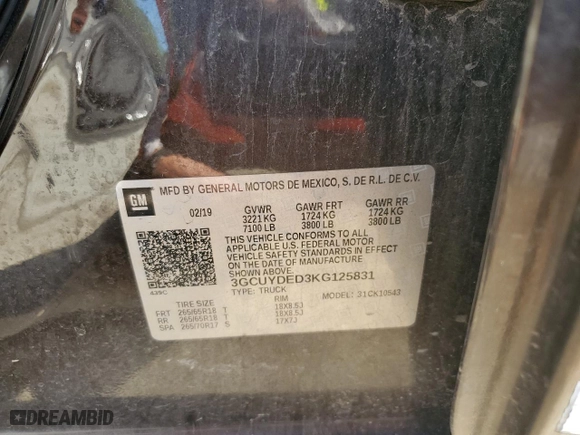 GM
MFD BY GENERAL MOTORS DE MEXICO, S. DE R.L. DE C.V.
02/19 GVWR GAWR FRT GAWR RR
3221 KG 1724 KG 1724 KG
7100 LB 3800 LB 3800 LB
THIS VEHICLE CONFORMS TO ALL
APPLICABLE U.S. FEDERAL MOTOR
VEHICLE SAFETY STANDARDS IN EFFECT
ON THE DATE OF MANUFACTURE
SHOWN ABOVE.
3GCUYDED3KG125831
439C TYPE: TRUCK MODEL: 31CK10543
TIRE SIZE RIM
FRT 265/65R18 T 18X8.5J
RR 265/65R18 T 18X8.5J
SPA 265/70R17 S 17X7J
DREAMBID